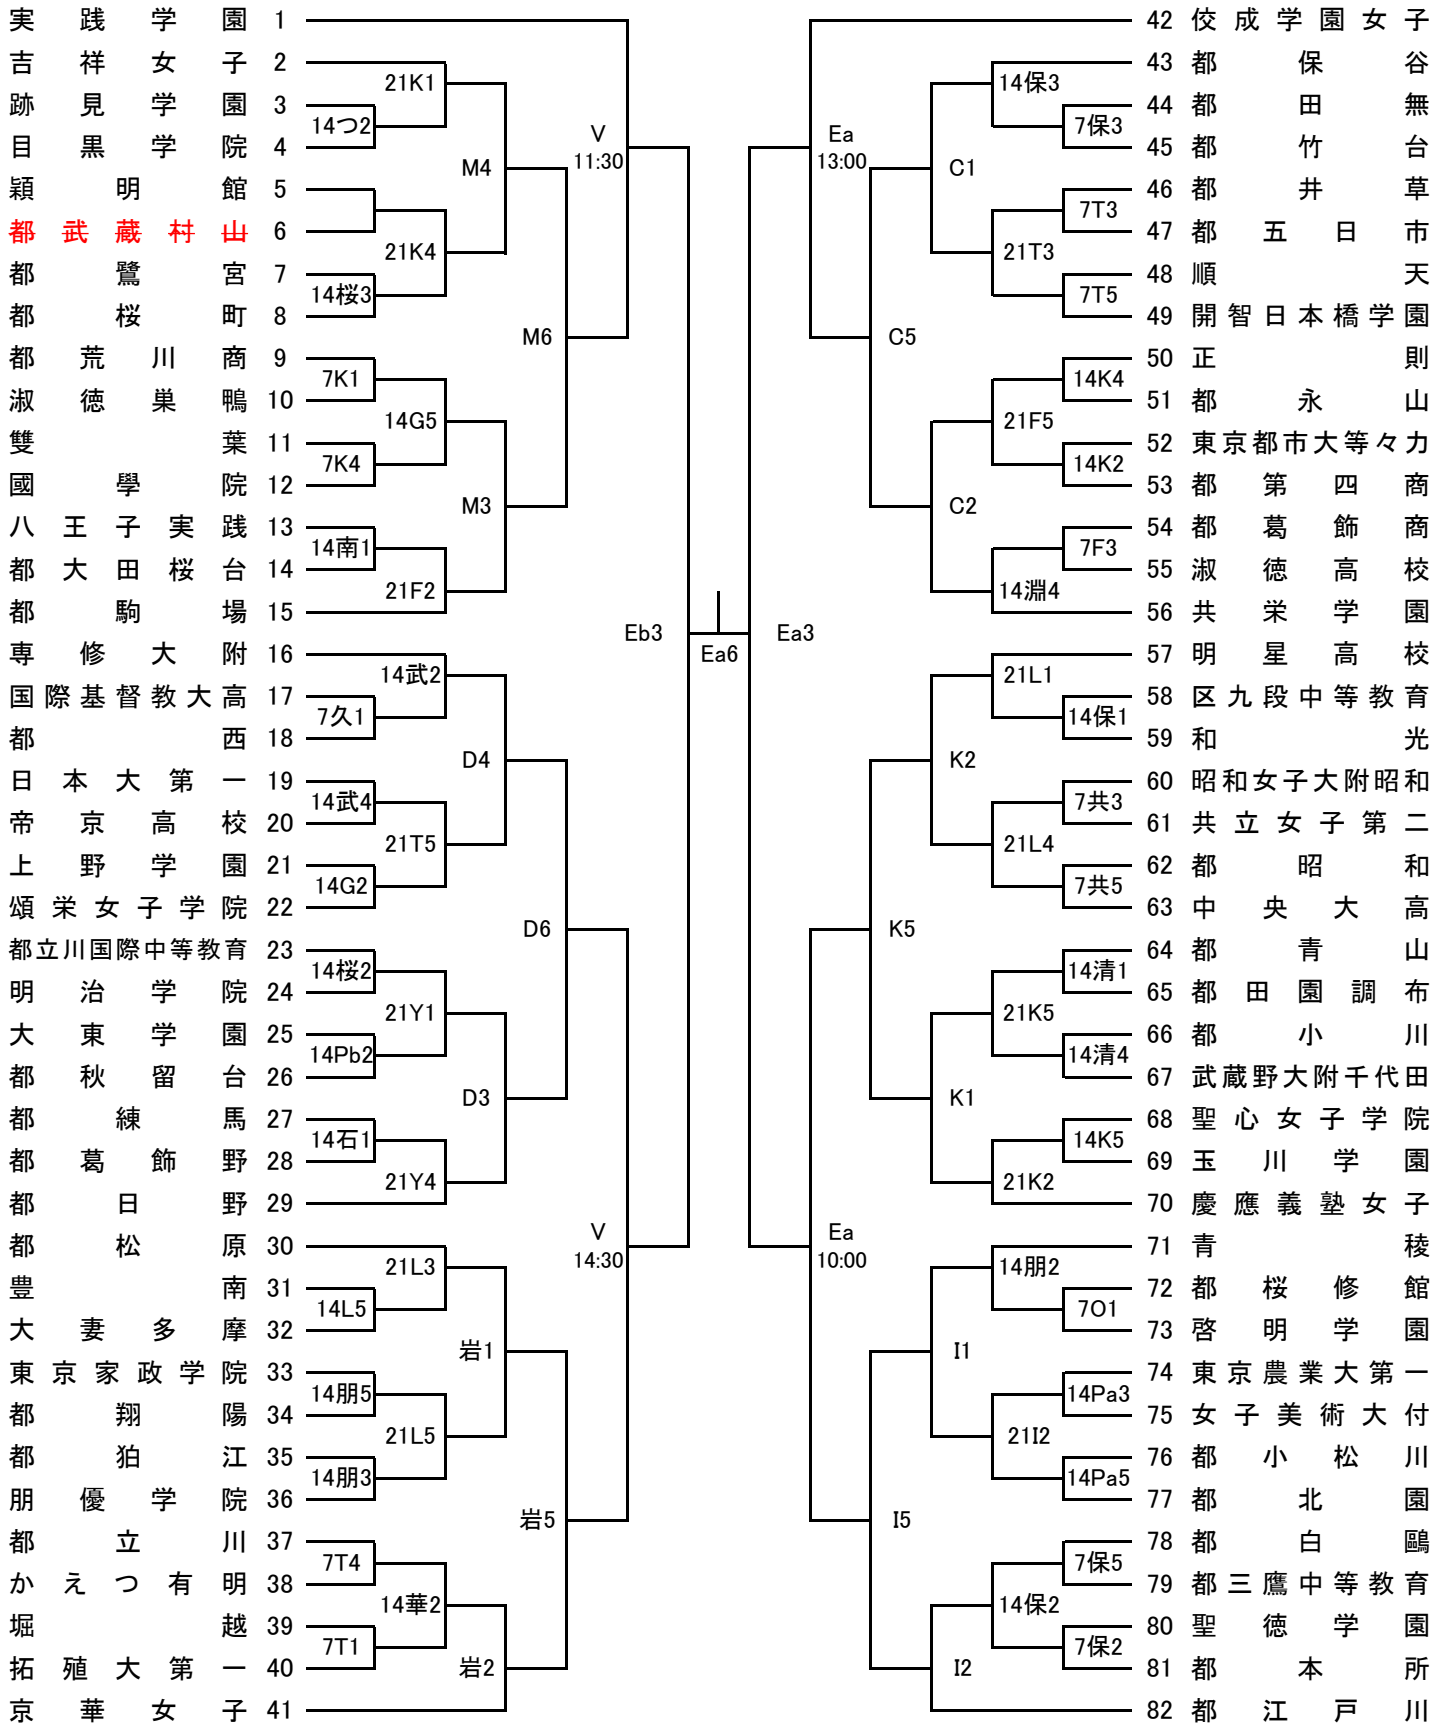 実践学園 1
吉祥女子 2
跡見学園 3
目黒学院 4
穎明館 5
都武蔵村山 6
都鷺宮 7
都桜町 8
都荒川商 9
淑徳巣鴨 10
雙葉 11
國學院 12
八王子実践 13
都大田桜台 14
都駒場 15
専修大附 16
国際基督教大高 17
都西 18
日本大第一 19
帝京高校 20
上野学園 21
頌栄女子学院 22
都立川国際中等教育 23
明治学院 24
大東学園 25
都秋留台 26
都練馬 27
都葛飾野 28
都日野 29
都松原 30
豊南 31
大妻多摩 32
東京家政学院 33
都翔陽 34
都狛江 35
朋優学院 36
都立川 37
かえつ有明 38
堀越 39
拓殖大第一 40
京華女子 41
21K1
14つ2
M4
21K4
14桜3
M6
7K1
14G5
7K4
M3
14南1
21F2
V
11:30
14武2
7久1
D4
14武4
21T5
14G2
D6
14桜2
21Y1
14Pb2
D3
14石1
21Y4
V
14:30
21L3
14L5
岩1
14朋5
21L5
14朋3
岩5
7T4
14華2
7T1
岩2
Eb3
Ea6
Ea3
Ea
13:00
14保3
7保3
C1
7T3
21T3
7T5
C5
14K4
21F5
14K2
C2
7F3
14淵4
21L1
14保1
K2
7共3
21L4
7共5
K5
14清1
21K5
14清4
K1
14K5
21K2
Ea
10:00
14朋2
7O1
I1
14Pa3
21I2
14Pa5
I5
7保5
14保2
7保2
I2
42 佼成学園女子
43 都保谷
44 都田無
45 都竹台
46 都井草
47 都五日市
48 順天
49 開智日本橋学園
50 正則
51 都永山
52 東京都市大等々力
53 都第四商
54 都葛飾商
55 淑徳高校
56 共栄学園
57 明星高校
58 区九段中等教育
59 和光
60 昭和女子大附昭和
61 共立女子第二
62 都昭和
63 中央大高
64 都青山
65 都田園調布
66 都小川
67 武蔵野大附千代田
68 聖心女子学院
69 玉川学園
70 慶應義塾女子
71 青稜
72 都桜修館
73 啓明学園
74 東京農業大第一
75 女子美術大付
76 都小松川
77 都北園
78 都白鷗
79 都三鷹中等教育
80 聖徳学園
81 都本所
82 都江戸川